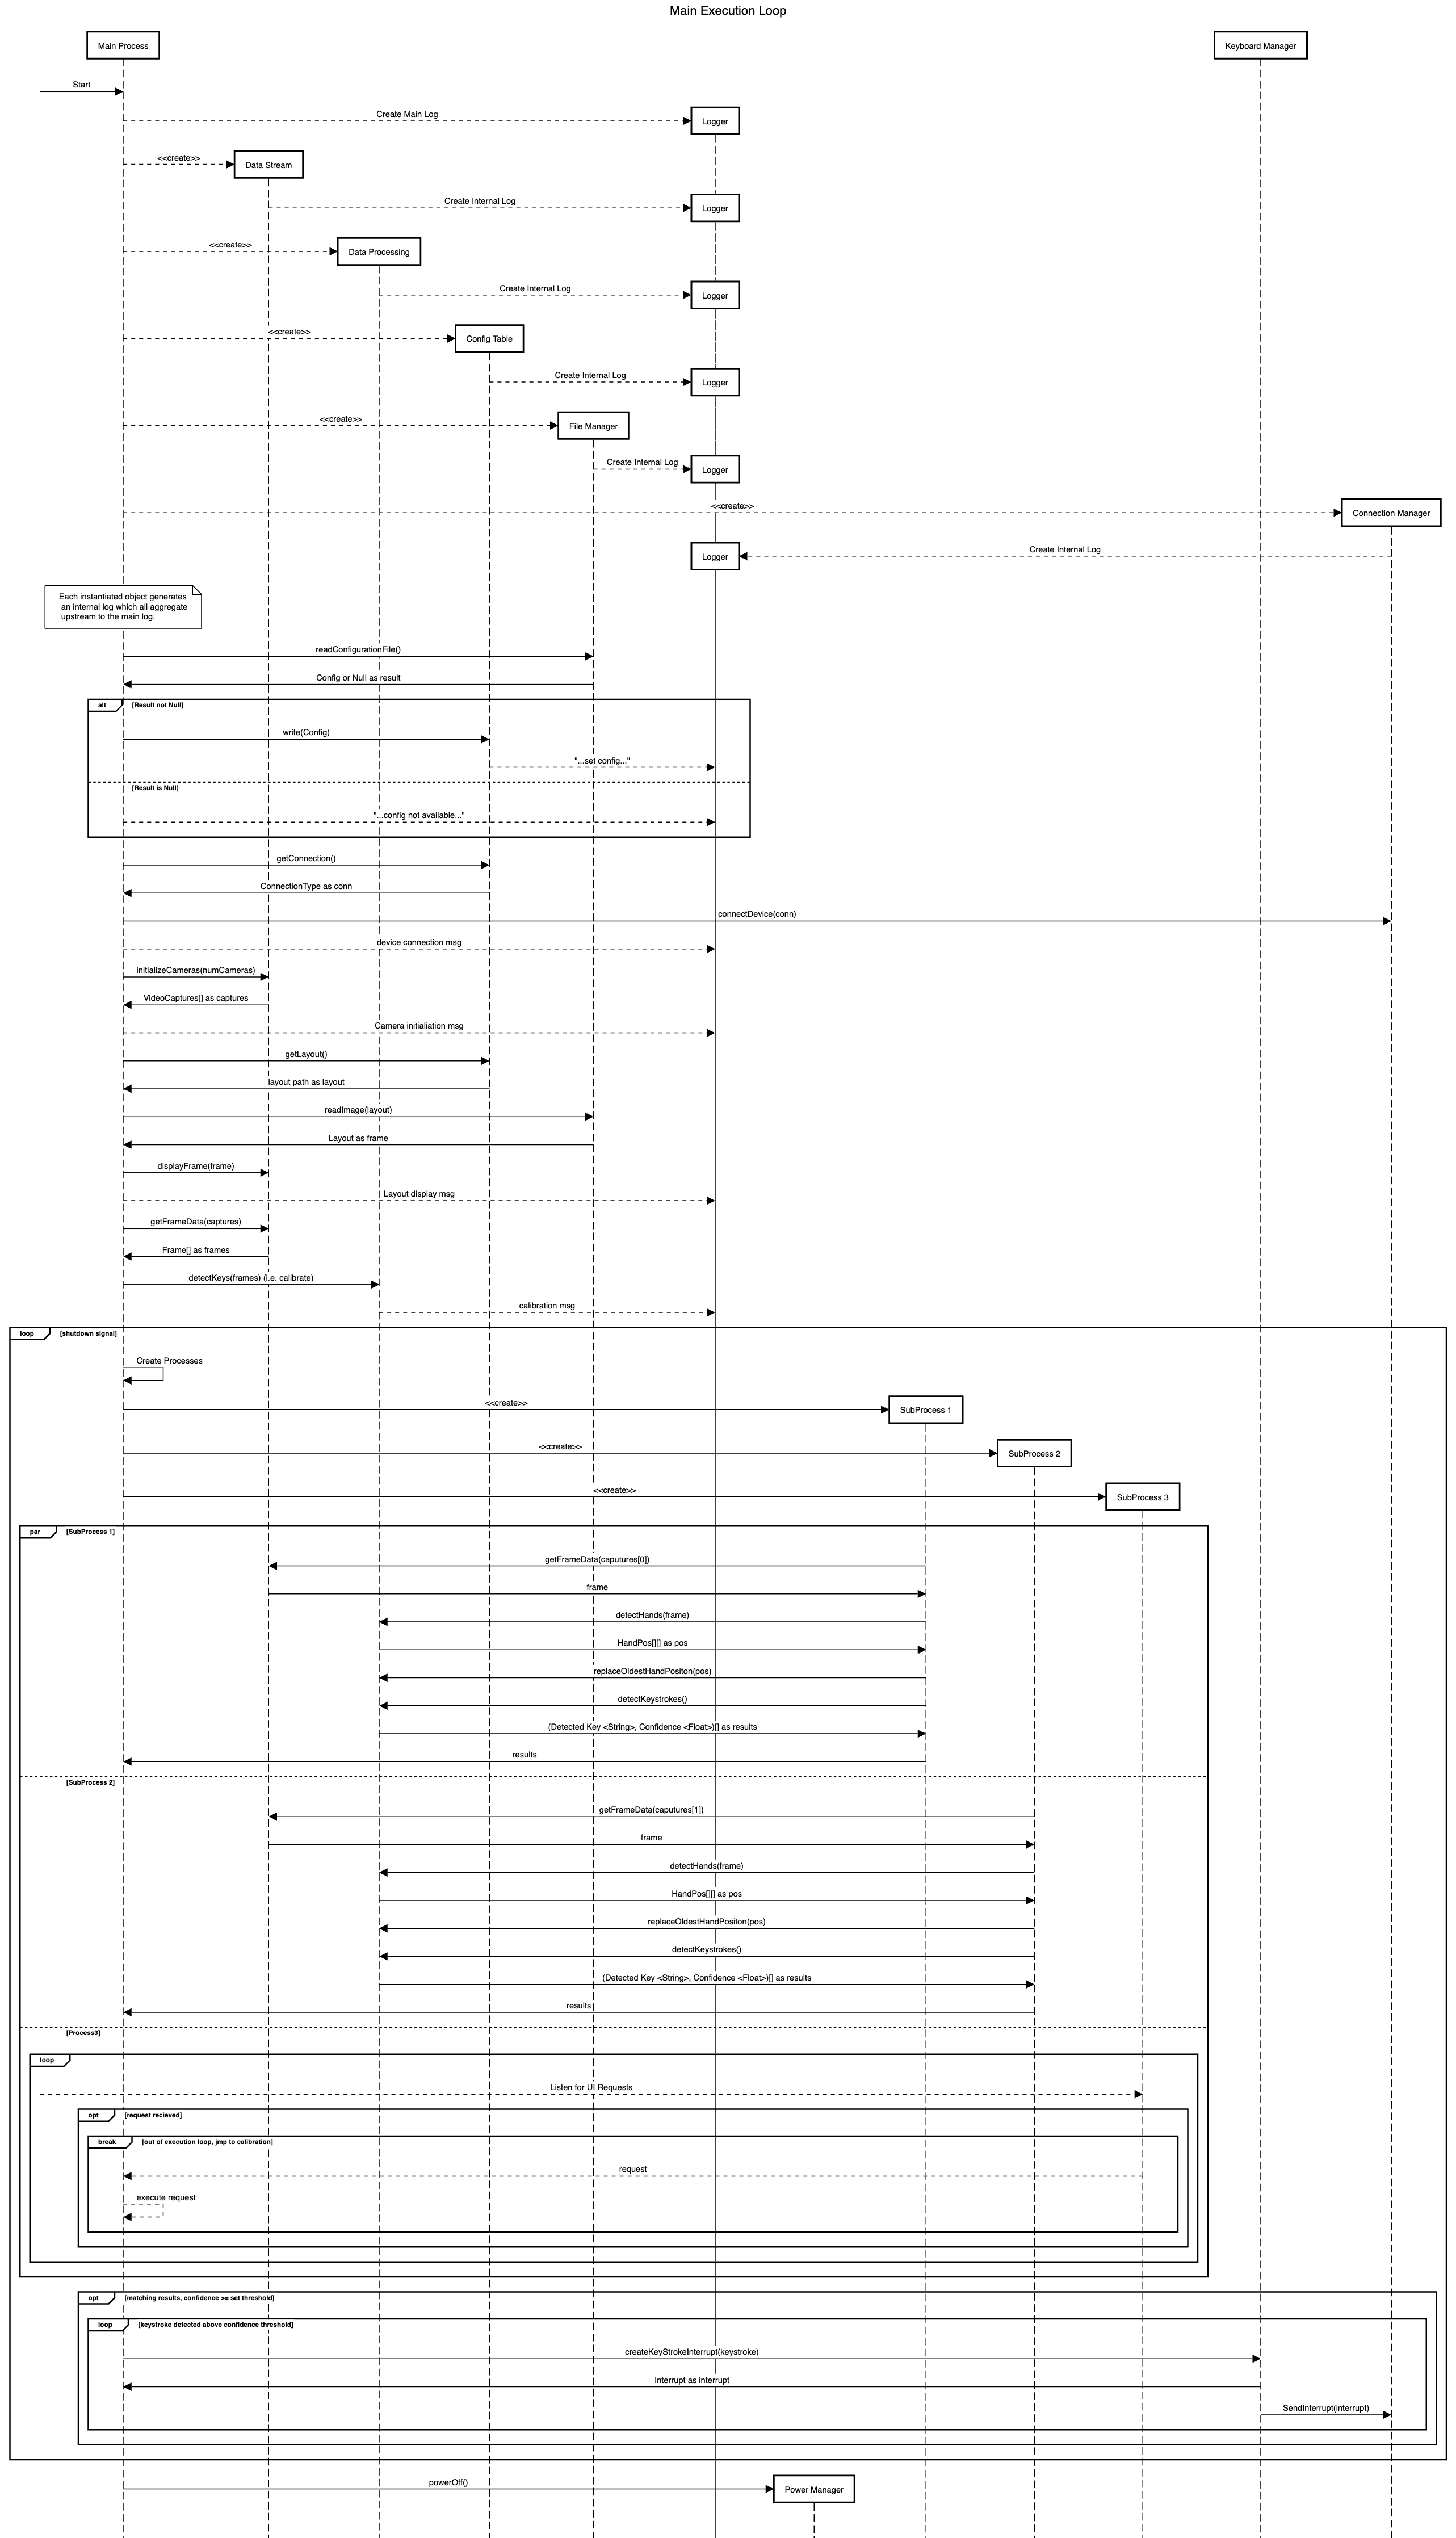 Main Execution Loop
Main Process
Keyboard Manager
Start
Create Main Log
Logger
<<create>>
Data Stream
Create Internal Log
Logger
<<create>>
Data Processing
Create Internal Log
Logger
<<create>>
Config Table
Create Internal Log
Logger
<<create>>
File Manager
Create Internal Log
Logger
<<create>>
Connection Manager
Logger
Create Internal Log
Each instantiated object generates
an internal log which all aggregate
upstream to the main log.
readConfigurationFile()
Config or Null as result
alt
[Result not Null]
write(Config)
"...set config..."
[Result is Null]
"...config not available..."
getConnection()
ConnectionType as conn
connectDevice(conn)
device connection msg
initializeCameras(numCameras)
VideoCaptures[] as captures
Camera initialiation msg
getLayout()
layout path as layout
readImage(layout)
Layout as frame
displayFrame(frame)
Layout display msg
getFrameData(captures)
Frame[] as frames
detectKeys(frames) (i.e. calibrate)
calibration msg
loop
[shutdown signal]
Create Processes
<<create>>
SubProcess 1
<<create>>
SubProcess 2
<<create>>
SubProcess 3
par
[SubProcess 1]
getFrameData(caputures[0])
frame
detectHands(frame)
HandPos[][] as pos
replaceOldestHandPositon(pos)
detectKeystrokes()
(Detected Key <String>, Confidence <Float>)[] as results
results
[SubProcess 2]
getFrameData(caputures[1])
frame
detectHands(frame)
HandPos[][] as pos
replaceOldestHandPositon(pos)
detectKeystrokes()
(Detected Key <String>, Confidence <Float>)[] as results
results
[Process3]
loop
Listen for UI Requests
opt
[request recieved]
break
[out of execution loop, jmp to calibration]
request
execute request
opt
[matching results, confidence >= set threshold]
loop
[keystroke detected above confidence threshold]
createKeyStrokeInterrupt(keystroke)
Interrupt as interrupt
SendInterrupt(interrupt)
powerOff()
Power Manager